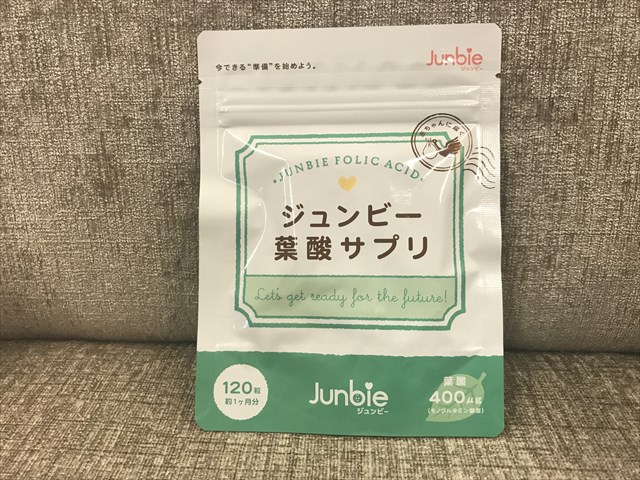 今できる"準備"を始めよう。
Junbie
ジュンビー
JUNBIE FOLIC ACID
ジュンビー
葉酸サプリ
Let's get ready for the future!
120粒
約1ヶ月分
Junbie
ジュンビー
葉酸
400μg
(モノグルタミン酸型)